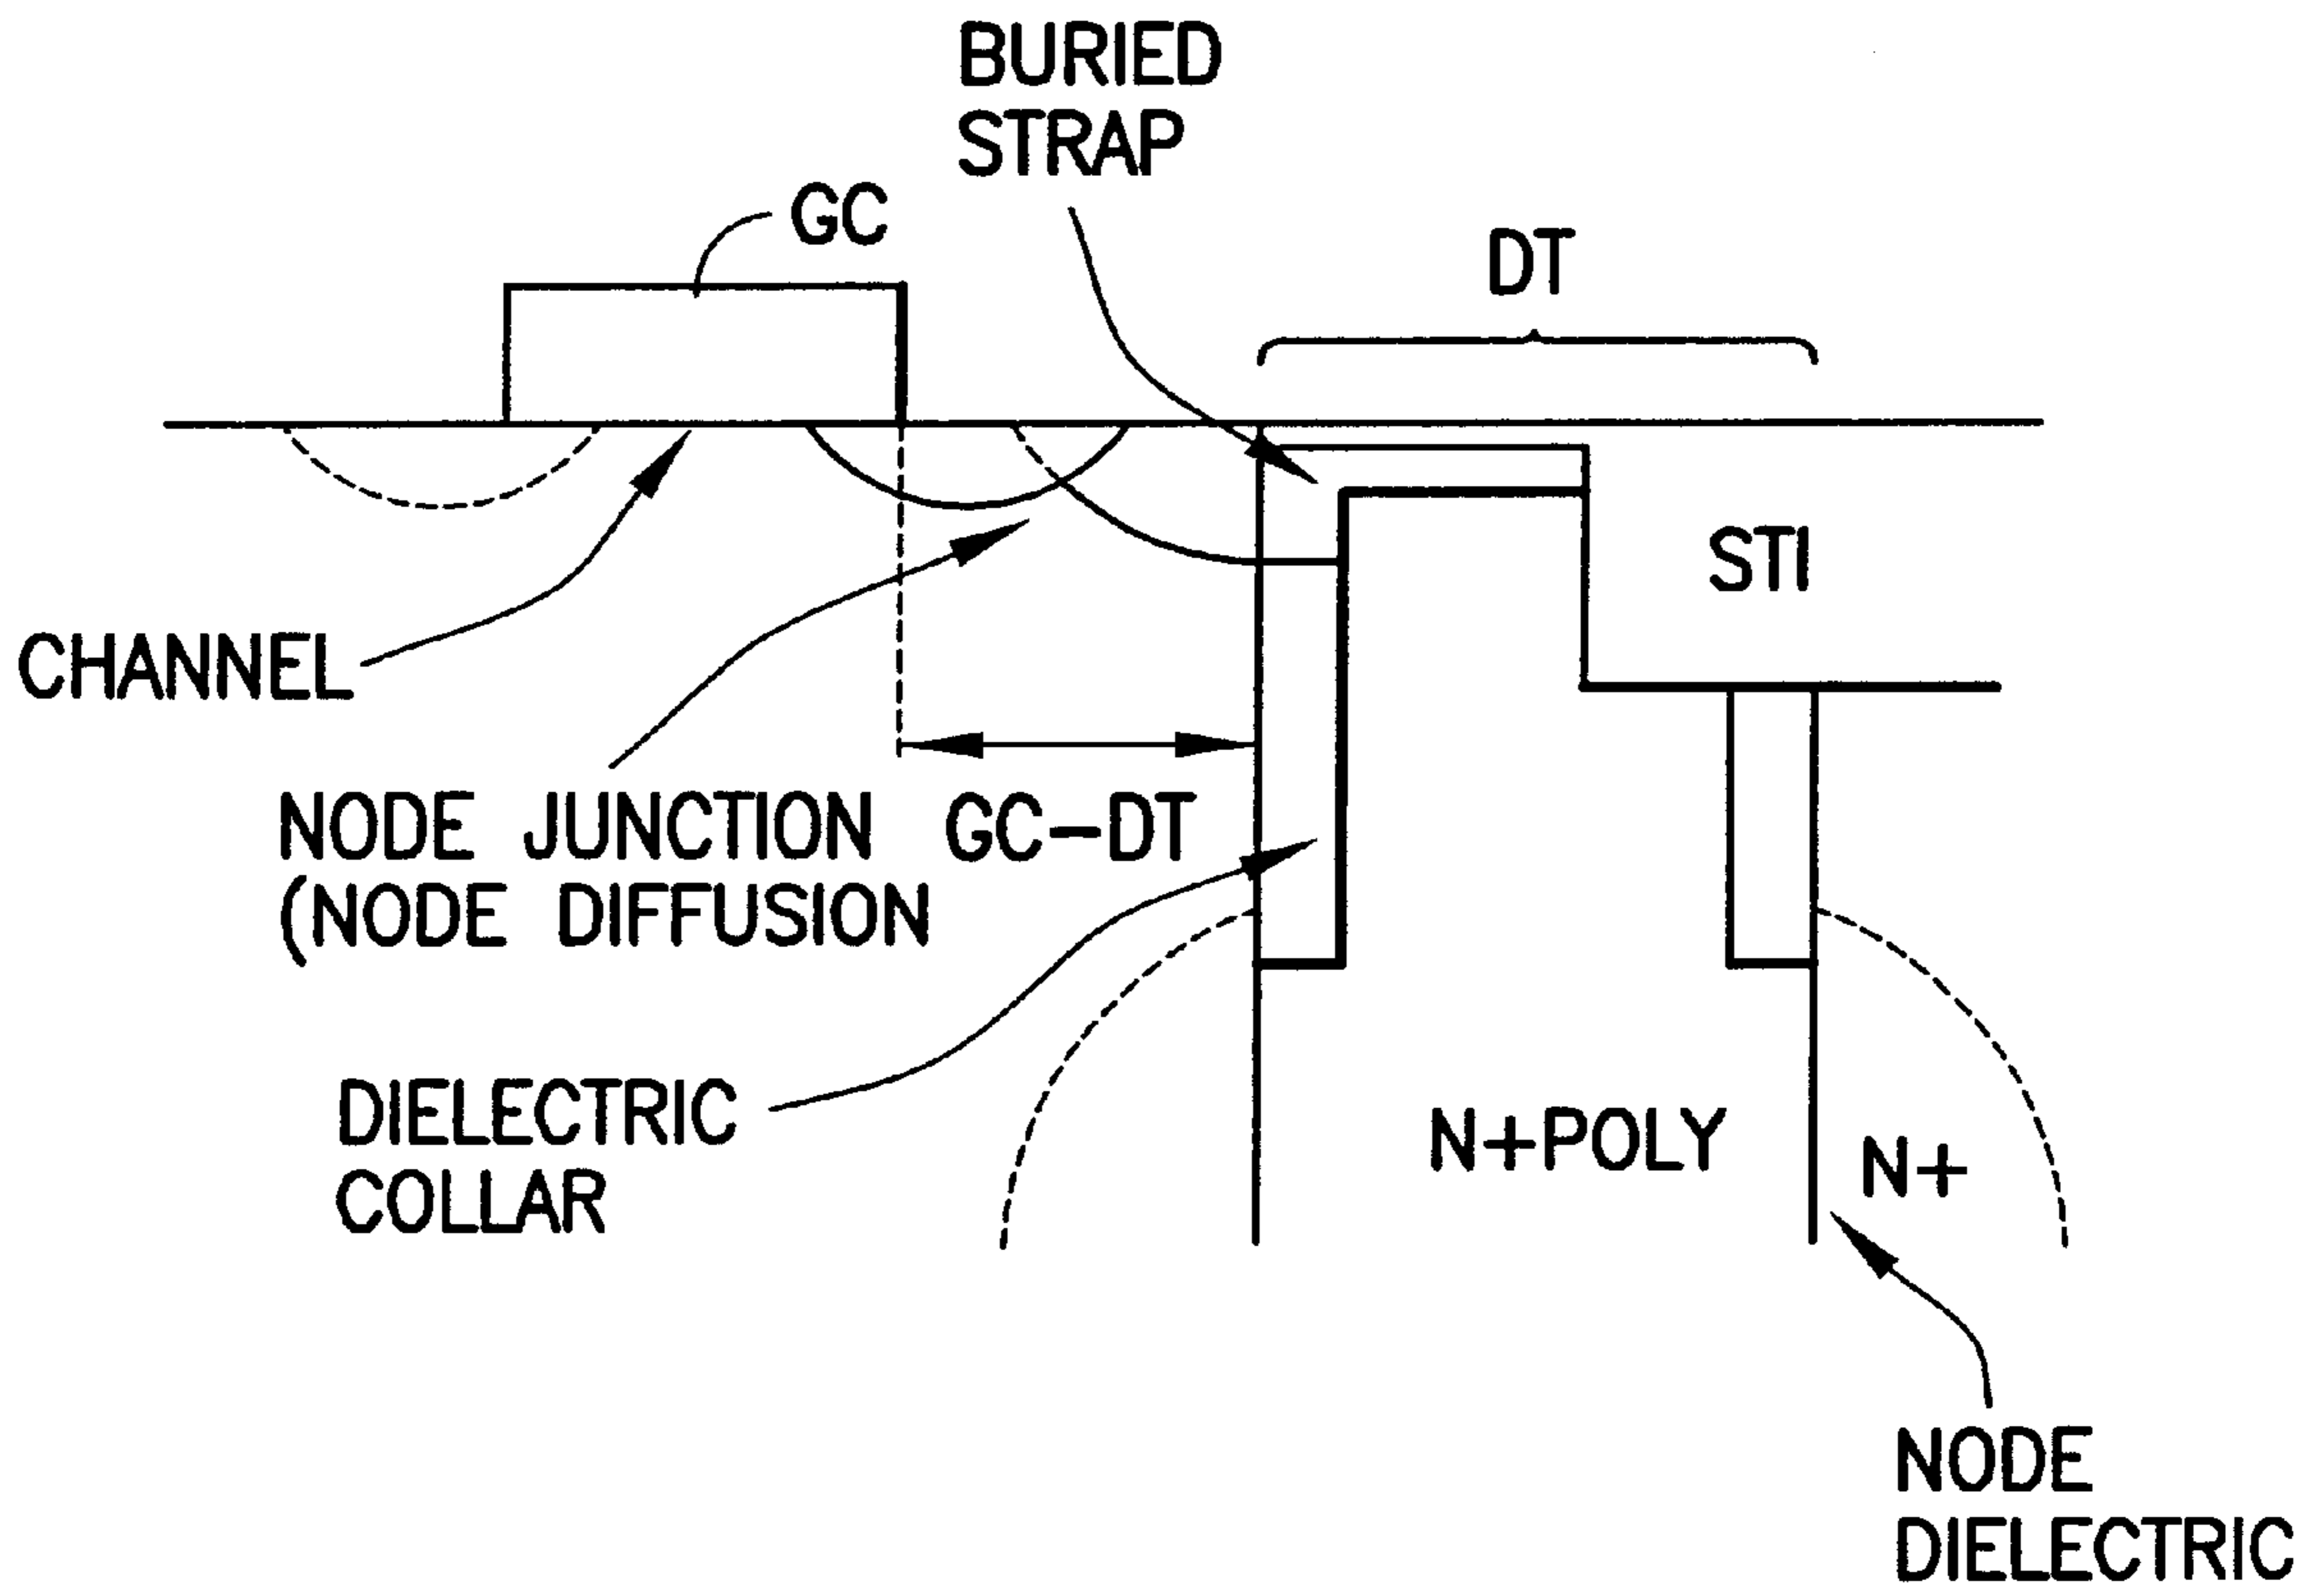 BURIED
STRAP
GC
DT
STI
CHANNEL
NODE JUNCTION
(NODE DIFFUSION
GC-DT
DIELECTRIC
COLLAR
N+POLY
N+
NODE
DIELECTRIC